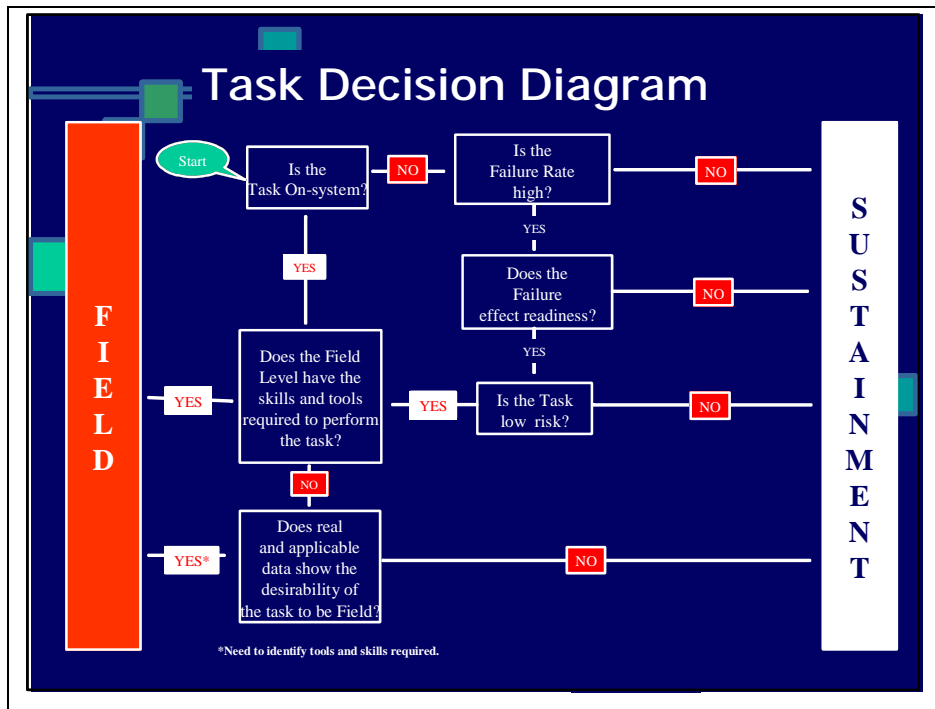 Task Decision Diagram
Start
Is the
Task On-system?
NO
Is the
Failure Rate
high?
NO
YES
YES
Does the
Failure
effect readiness?
NO
YES
FIELD
YES
Does the Field
Level have the
skills and tools
required to perform
the task?
YES
Is the Task
low risk?
NO
NO
YES*
Does real
and applicable
data show the
desirability of
the task to be Field?
NO
SUSTAINMENT
*Need to identify tools and skills required.